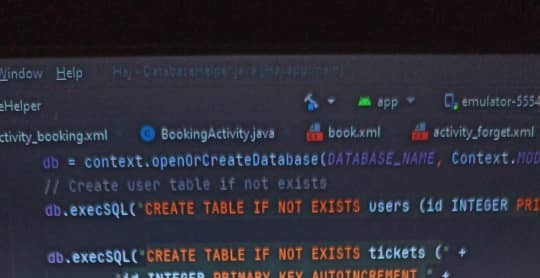 Window Help Haj - DatabaseHelper.java [Haj.app.main]
eHelper app emulator-5554
ctivity_booking.xml BookingActivity.java book.xml activity_forget.xml
db = context.openOrCreateDatabase(DATABASE_NAME, Context.MOD
// Create user table if not exists
db.execSQL("CREATE TABLE IF NOT EXISTS users (id INTEGER PRI
db.execSQL("CREATE TABLE IF NOT EXISTS tickets (" +
"id INTEGER PRIMARY KEY AUTOINCREMENT," +